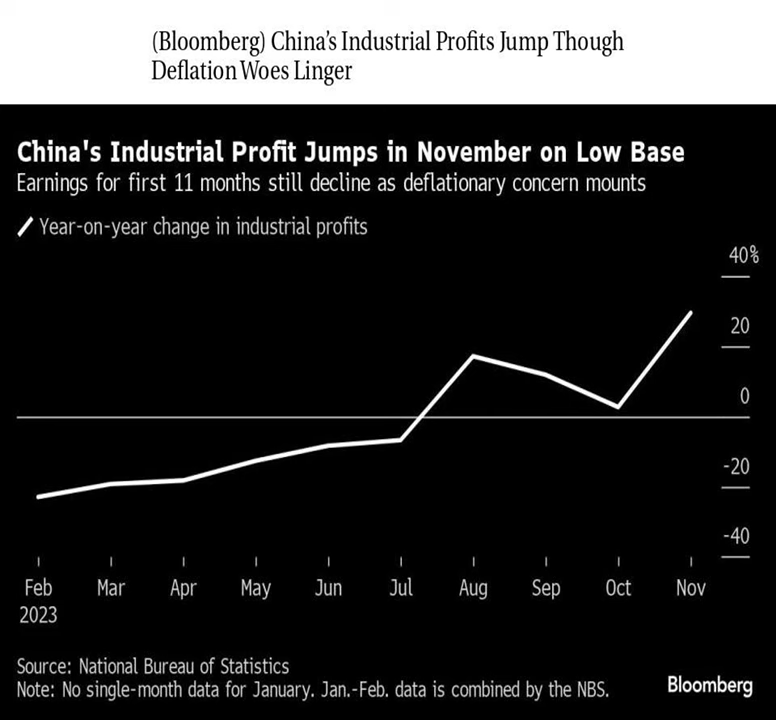 (Bloomberg) China’s Industrial Profits Jump Though
Deflation Woes Linger
China's Industrial Profit Jumps in November on Low Base
Earnings for first 11 months still decline as deflationary concern mounts
Year-on-year change in industrial profits
40%
20
0
-20
-40
Feb Mar Apr May Jun Jul Aug Sep Oct Nov
2023
Source: National Bureau of Statistics
Note: No single-month data for January. Jan.-Feb. data is combined by the NBS.
Bloomberg